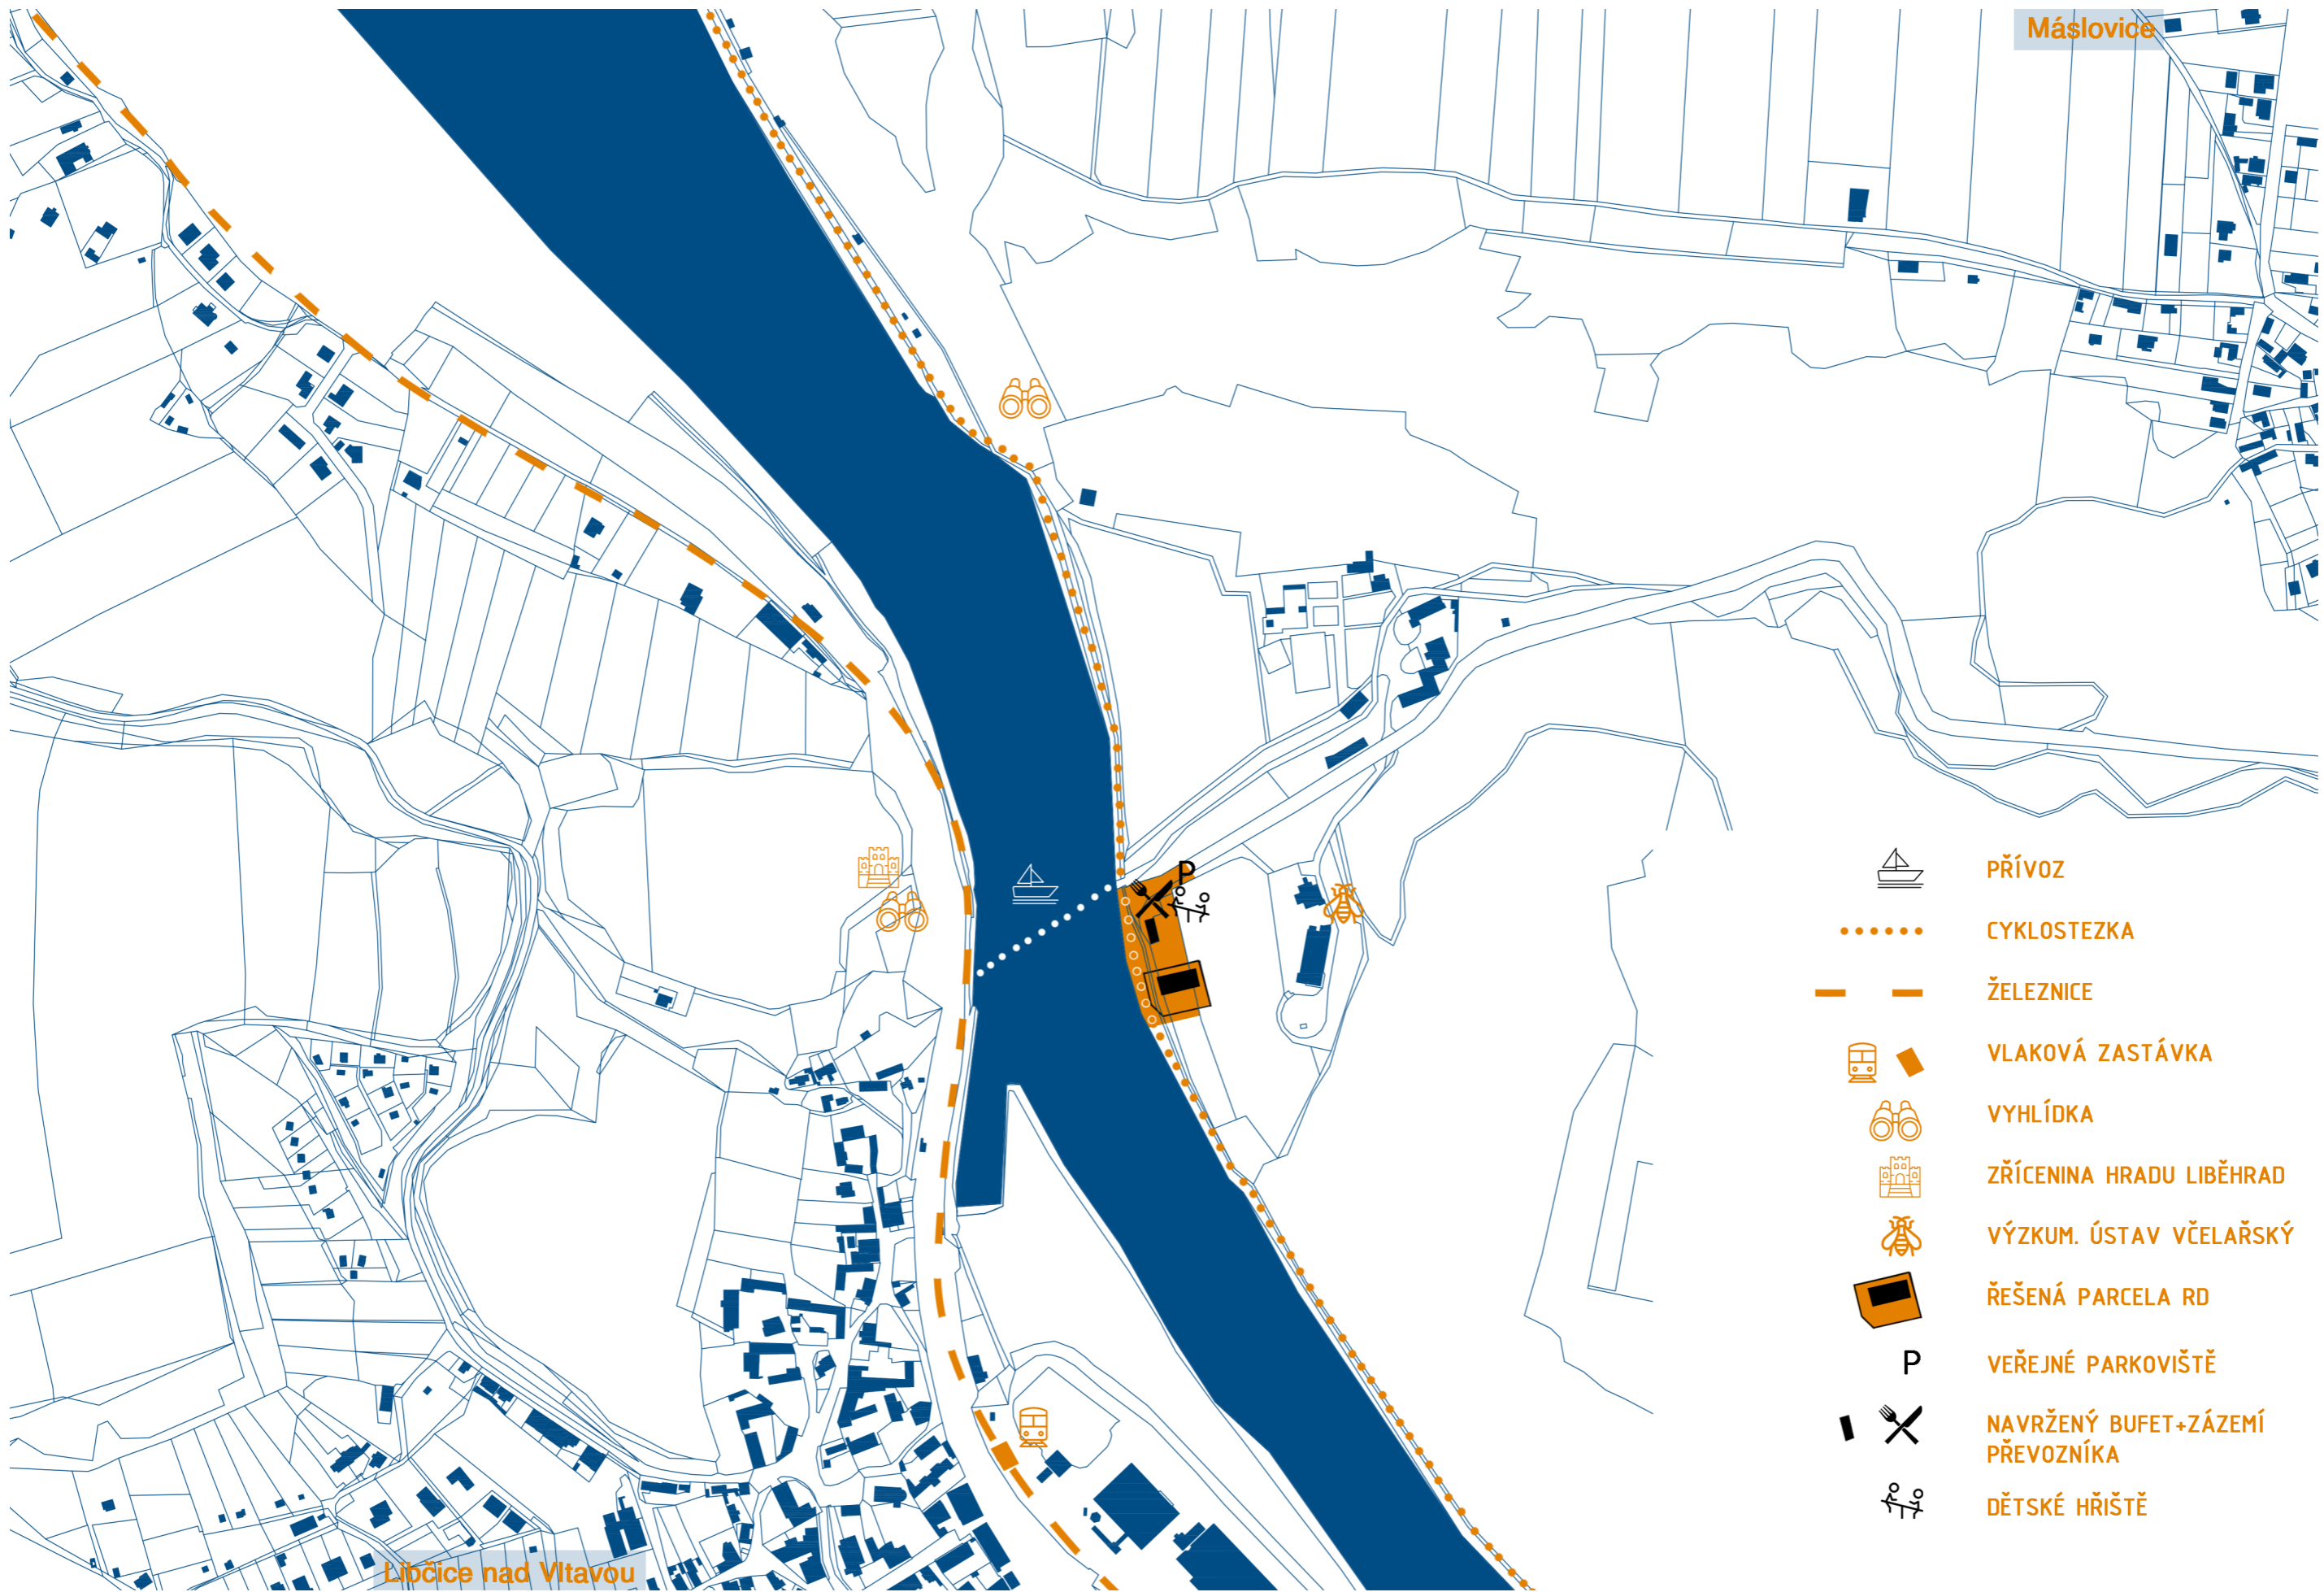 Máslovice
P
PŘÍVOZ
CYKLOSTEZKA
ŽELEZNICE
VLAKOVÁ ZASTÁVKA
VYHLÍDKA
ZŘÍCENINA HRADU LIBĚHRAD
VÝZKUM. ÚSTAV VČELAŘSKÝ
ŘEŠENÁ PARCELA RD
P VEŘEJNÉ PARKOVIŠTĚ
NAVRŽENÝ BUFET+ZÁZEMÍ
PŘEVOZNÍKA
DĚTSKÉ HŘIŠTĚ
Libčice nad Vltavou